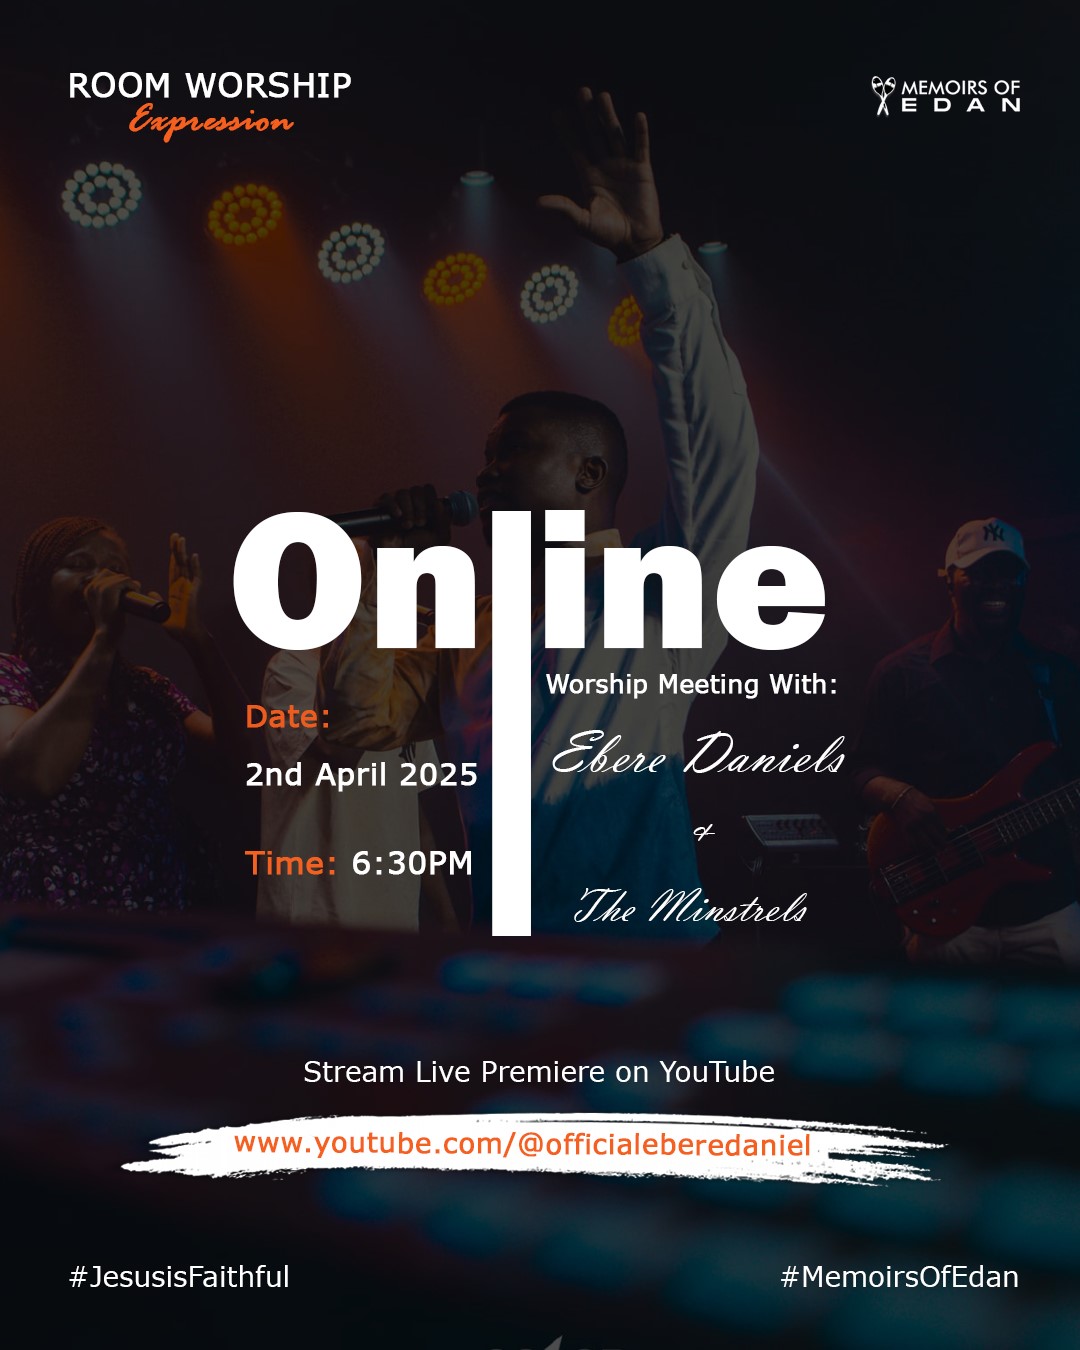 ROOM WORSHIP
Expression
MEMOIRS OF
EDAN
Online
Worship Meeting With:
Ebere Daniels
&
The Minstrels
Date:
2nd April 2025
Time: 6:30PM
Stream Live Premiere on YouTube
www.youtube.com/@officialeberedaniel
#JesusisFaithful
#MemoirsOfEdan